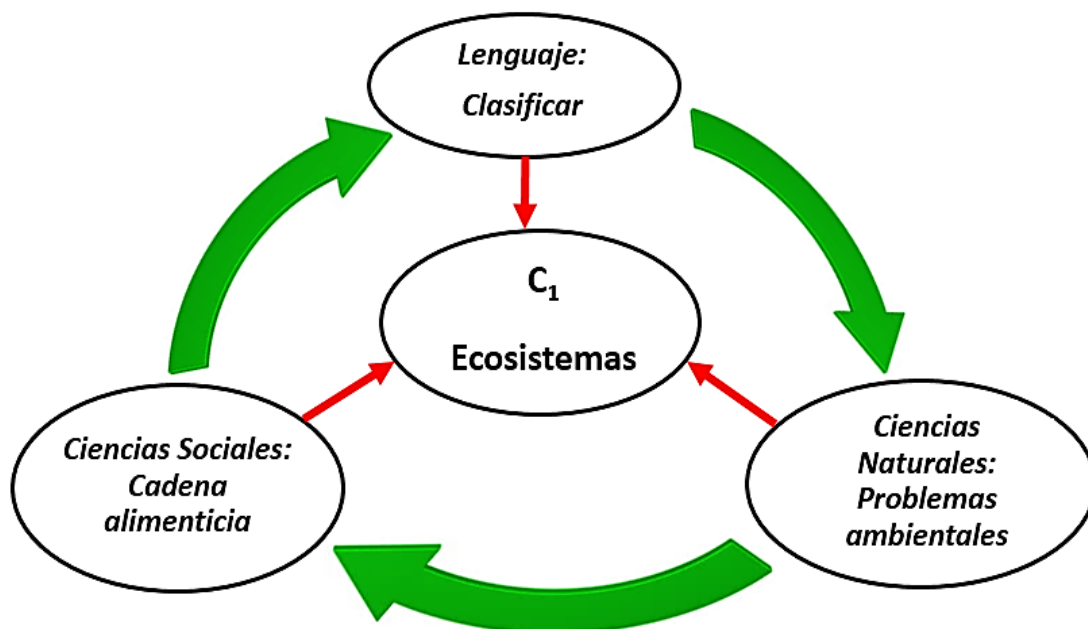 Lenguaje:
Clasificar
C₁
Ecosistemas
Ciencias Sociales:
Cadena
alimenticia
Ciencias
Naturales:
Problemas
ambientales